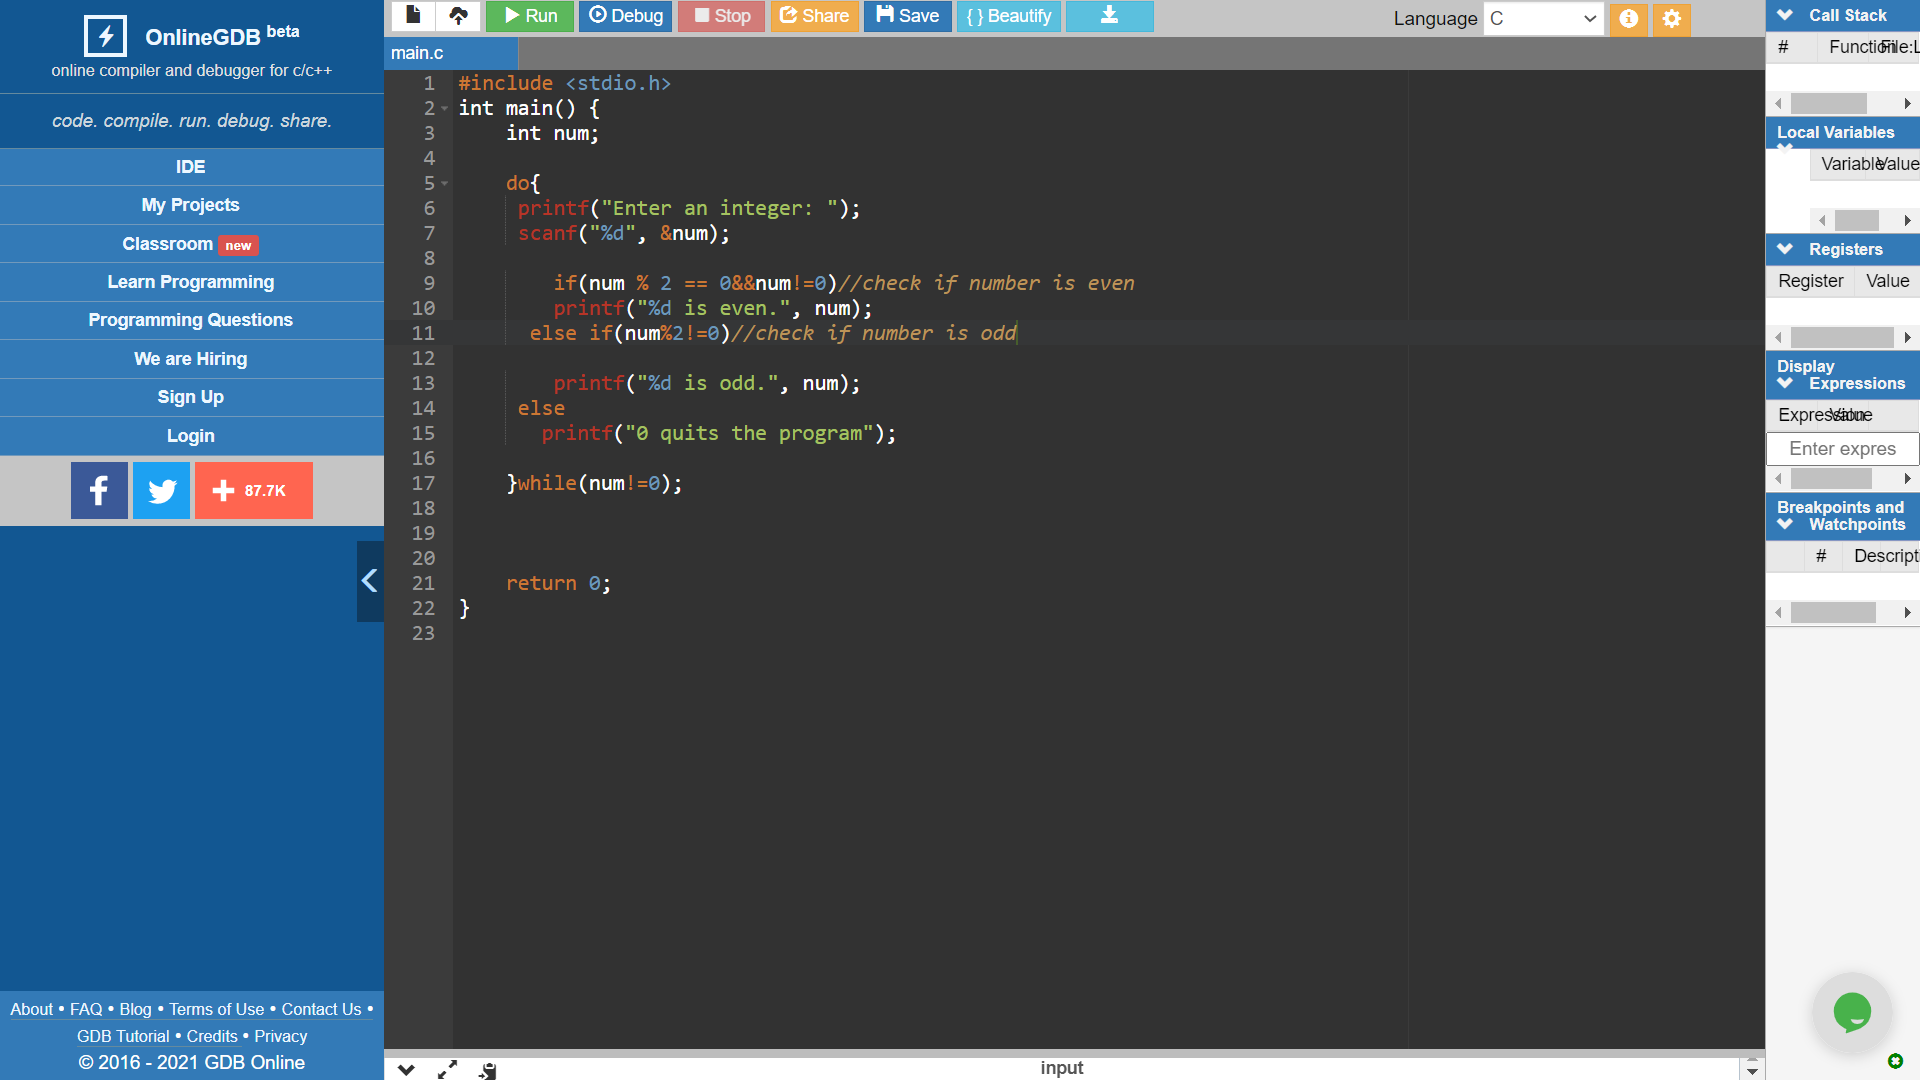 OnlineGDB beta
online compiler and debugger for c/c++
code. compile. run. debug. share.
IDE
My Projects
Classroom new
Learn Programming
Programming Questions
We are Hiring
Sign Up
Login
87.7K
About • FAQ • Blog • Terms of Use • Contact Us •
GDB Tutorial • Credits • Privacy
© 2016 - 2021 GDB Online
Run Debug Stop Share Save { } Beautify
Language C
main.c
1 #include <stdio.h>
2 int main() {
3 int num;
4
5 do{
6 printf("Enter an integer: ");
7 scanf("%d", &num);
8
9 if(num % 2 == 0&&num!=0)//check if number is even
10 printf("%d is even.", num);
11 else if(num%2!=0)//check if number is odd
12
13 printf("%d is odd.", num);
14 else
15 printf("0 quits the program");
16
17 }while(num!=0);
18
19
20
21 return 0;
22 }
23
input
Call Stack
# Function File:L
Local Variables
Variable Value
Registers
Register Value
Display
Expressions
Expression Value
Enter expres
Breakpoints and
Watchpoints
# Descripti